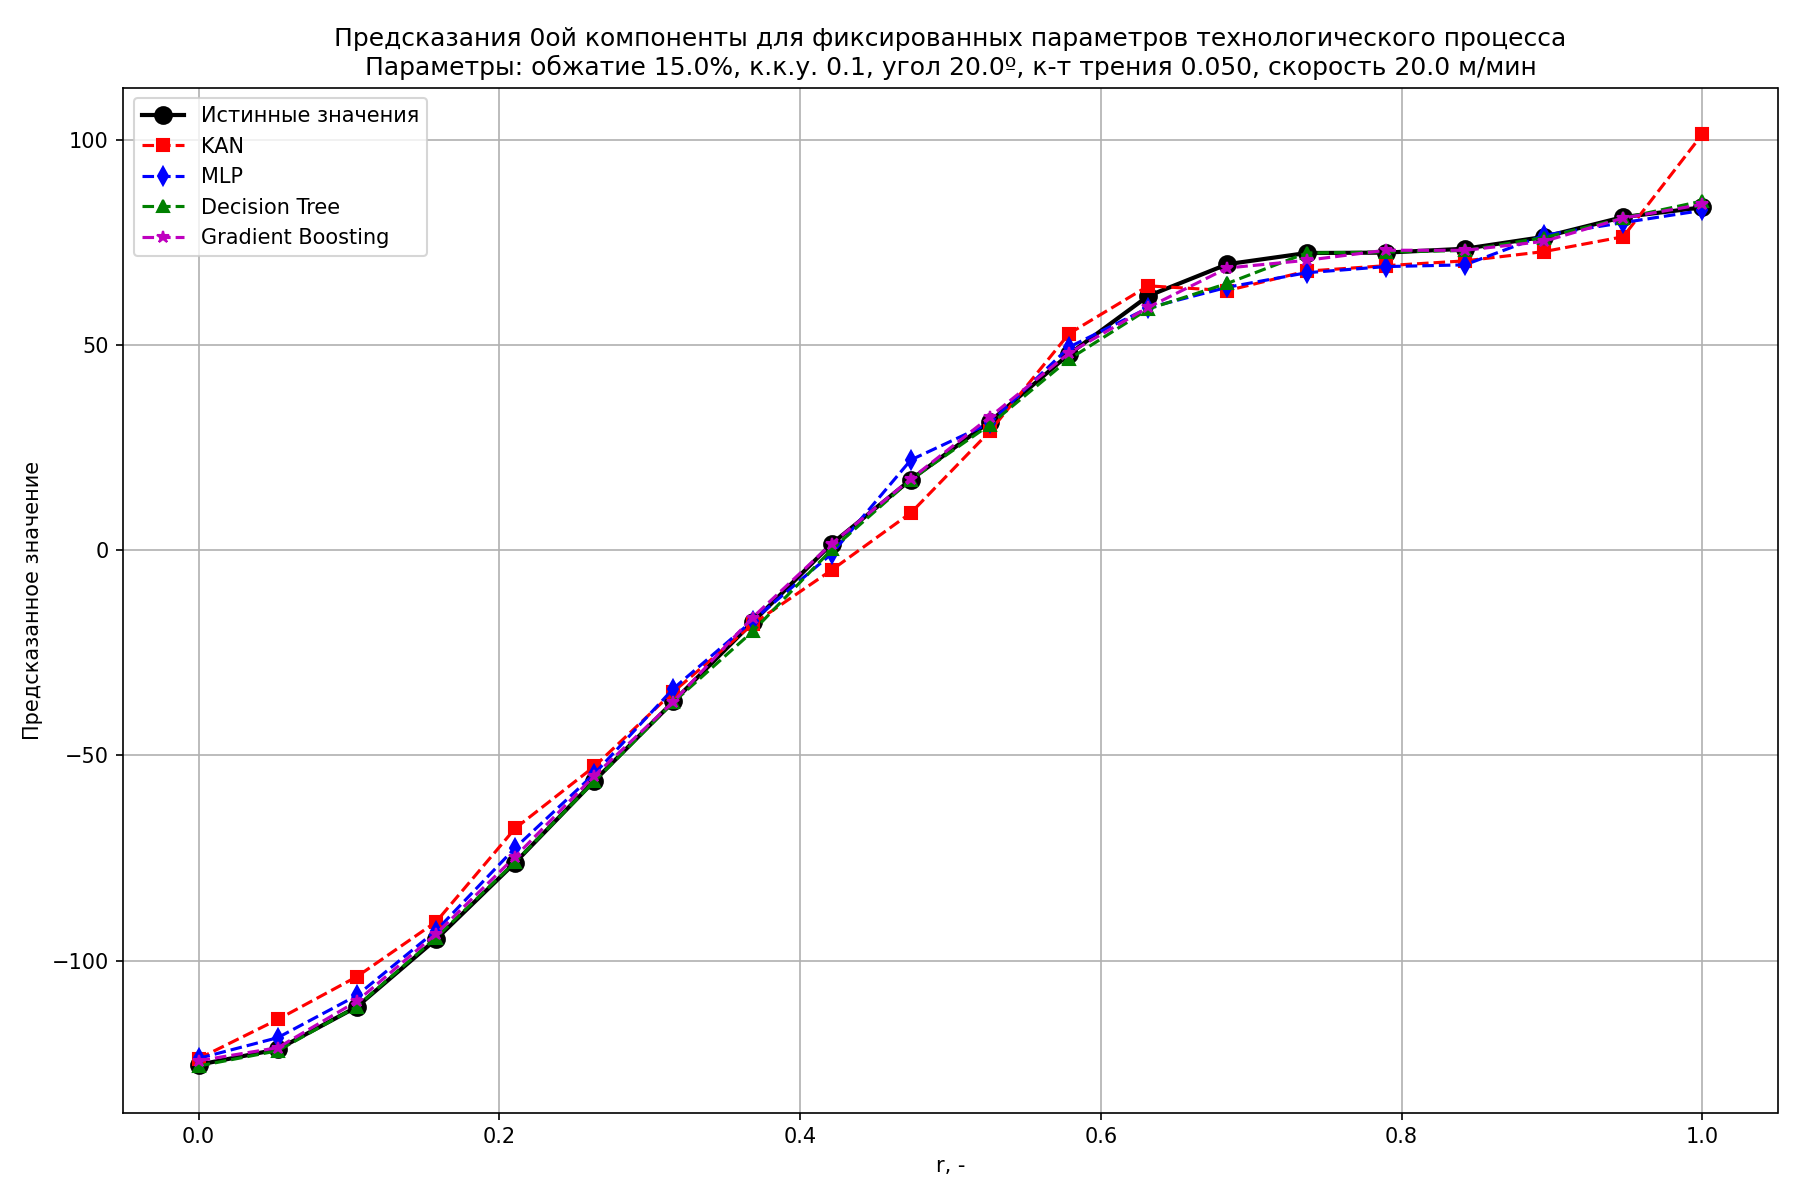 Предсказания 0ой компоненты для фиксированных параметров технологического процесса
Параметры: обжатие 15.0%, к.к.у. 0.1, угол 20.0º, к-т трения 0.050, скорость 20.0 м/мин
Истинные значения
KAN
MLP
Decision Tree
Gradient Boosting
Предсказанное значение
100
50
0
−50
−100
0.0
0.2
0.4
0.6
0.8
1.0
r, -